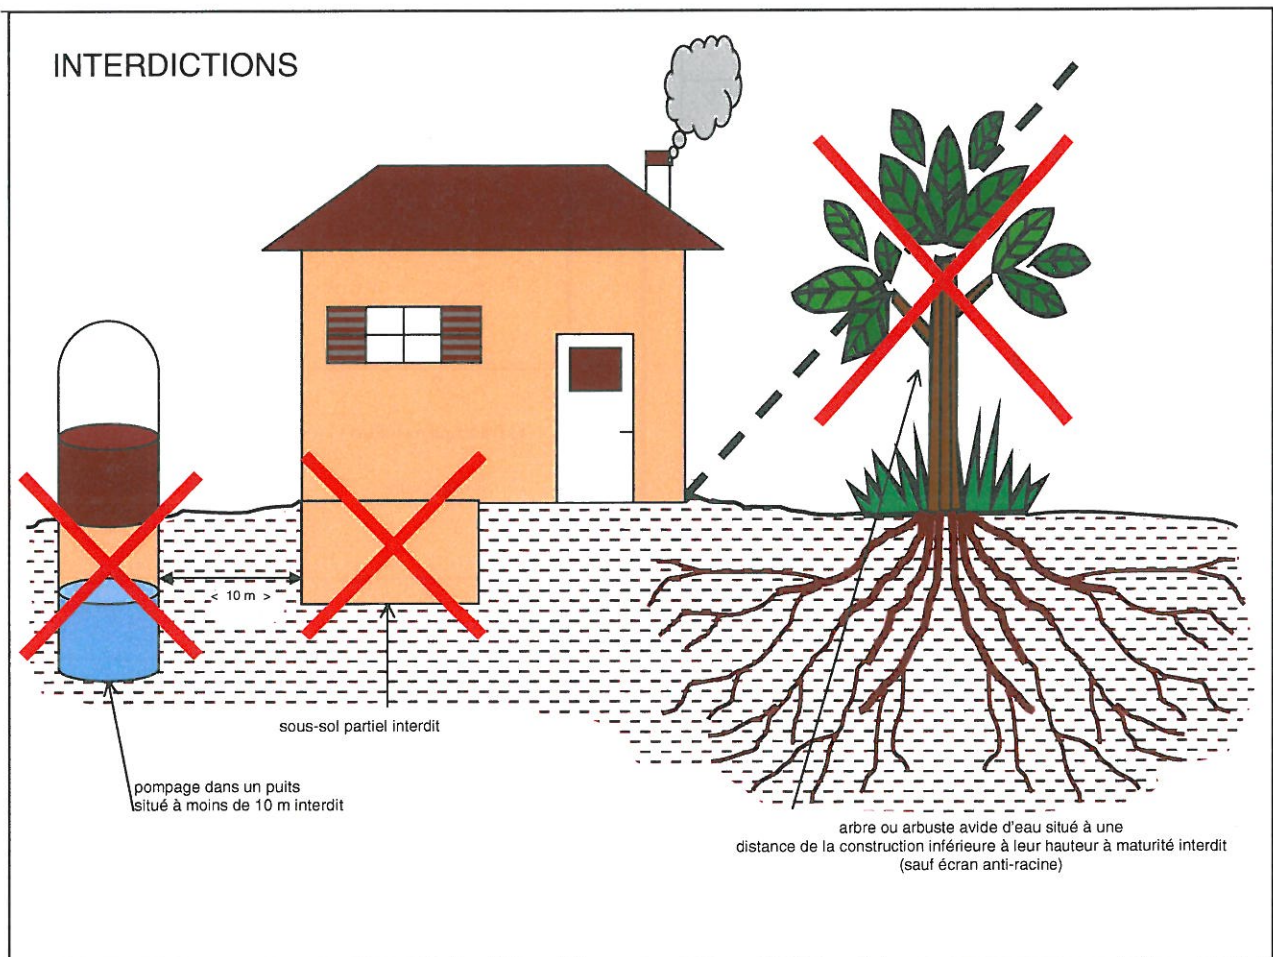 INTERDICTIONS
< 10 m >
sous-sol partiel interdit
pompage dans un puits
situé à moins de 10 m interdit
arbre ou arbuste avide d'eau situé à une
distance de la construction inférieure à leur hauteur à maturité interdit
(sauf écran anti-racine)